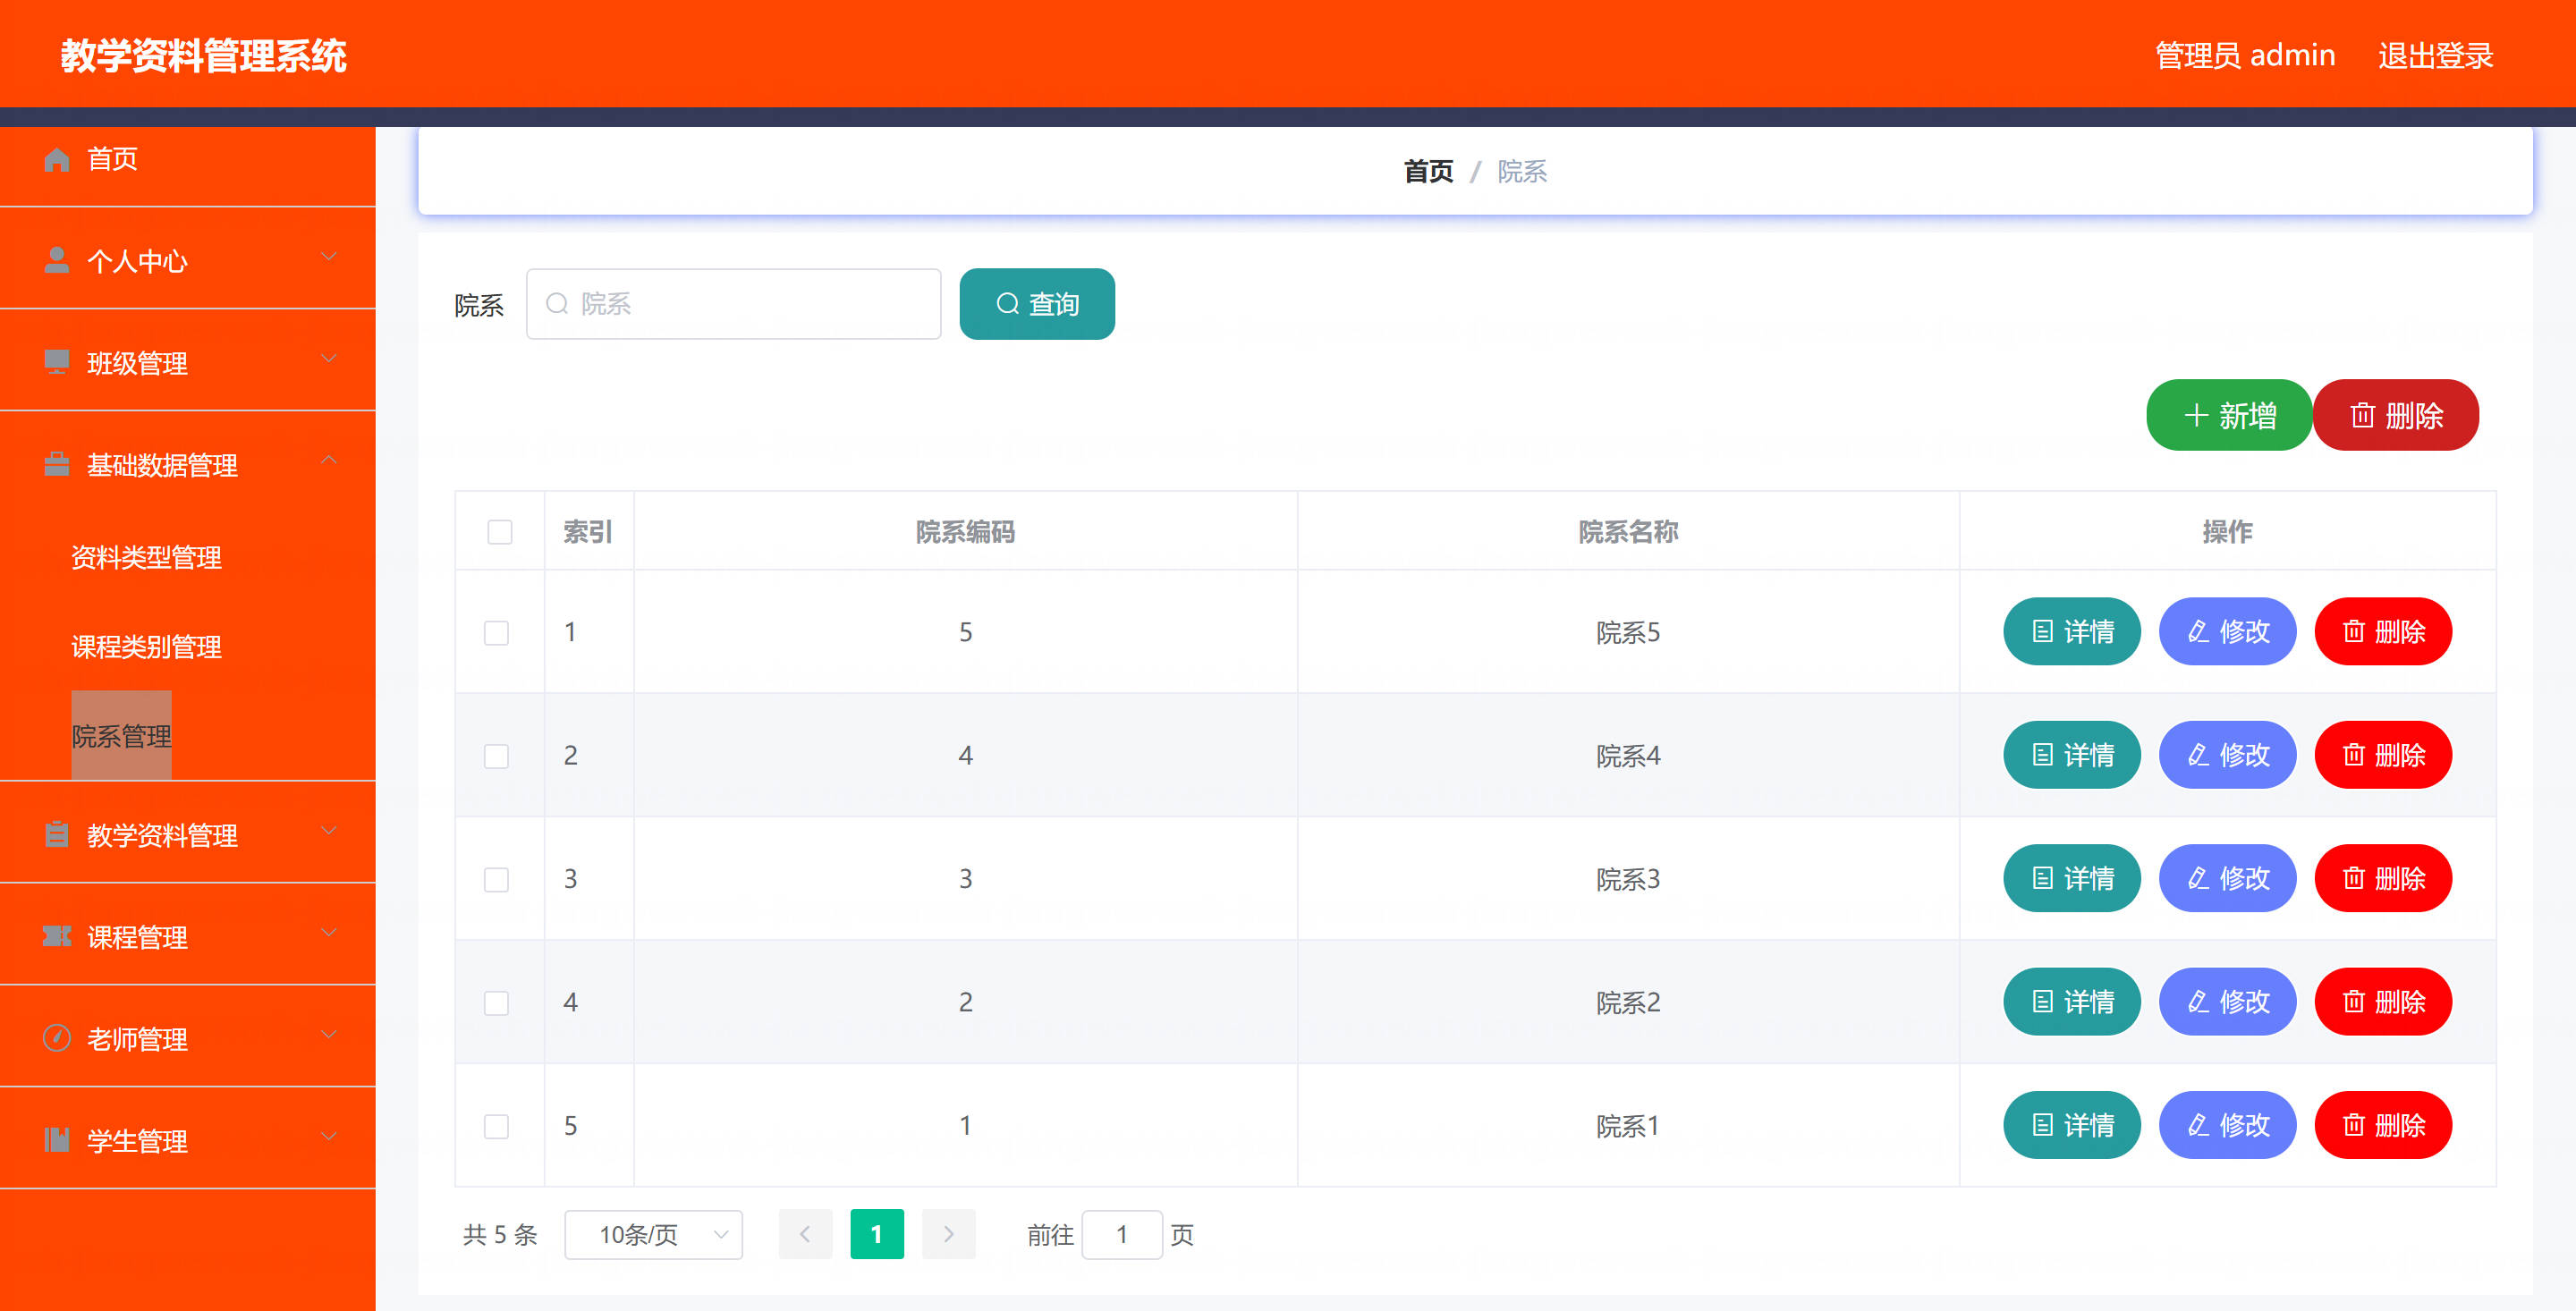 教学资料管理系统
管理员 admin 退出登录
首页
个人中心
班级管理
基础数据管理
资料类型管理
课程类别管理
院系管理
教学资料管理
课程管理
老师管理
学生管理
首页 / 院系
院系 院系 查询
新增 删除
索引 院系编码 院系名称 操作
1 5 院系5 详情 修改 删除
2 4 院系4 详情 修改 删除
3 3 院系3 详情 修改 删除
4 2 院系2 详情 修改 删除
5 1 院系1 详情 修改 删除
共 5 条 10条/页 1 前往 1 页